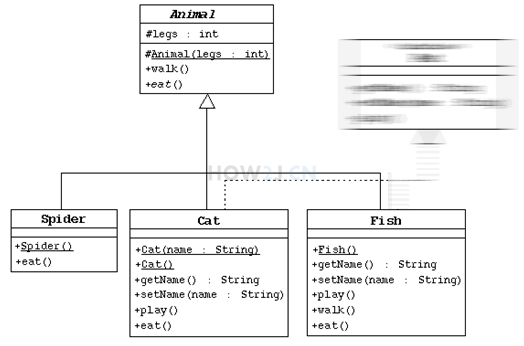 Animal
#legs : int
#Animal(legs : int)
+walk()
+eat()
HOW2J.CN
Spider
+Spider()
+eat()
Cat
+Cat(name : String)
+Cat()
+getName() : String
+setName(name : String)
+play()
+eat()
Fish
+Fish()
+getName() : String
+setName(name : String)
+play()
+walk()
+eat()